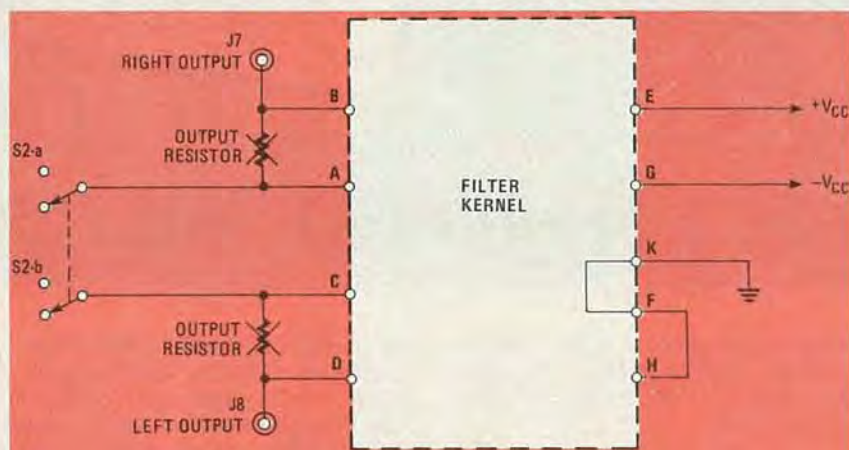 J7
RIGHT OUTPUT
B
E
+VCC
OUTPUT
RESISTOR
S2-a
A
FILTER
KERNEL
G
-VCC
K
S2-b
C
F
OUTPUT
RESISTOR
D
H
J8
LEFT OUTPUT